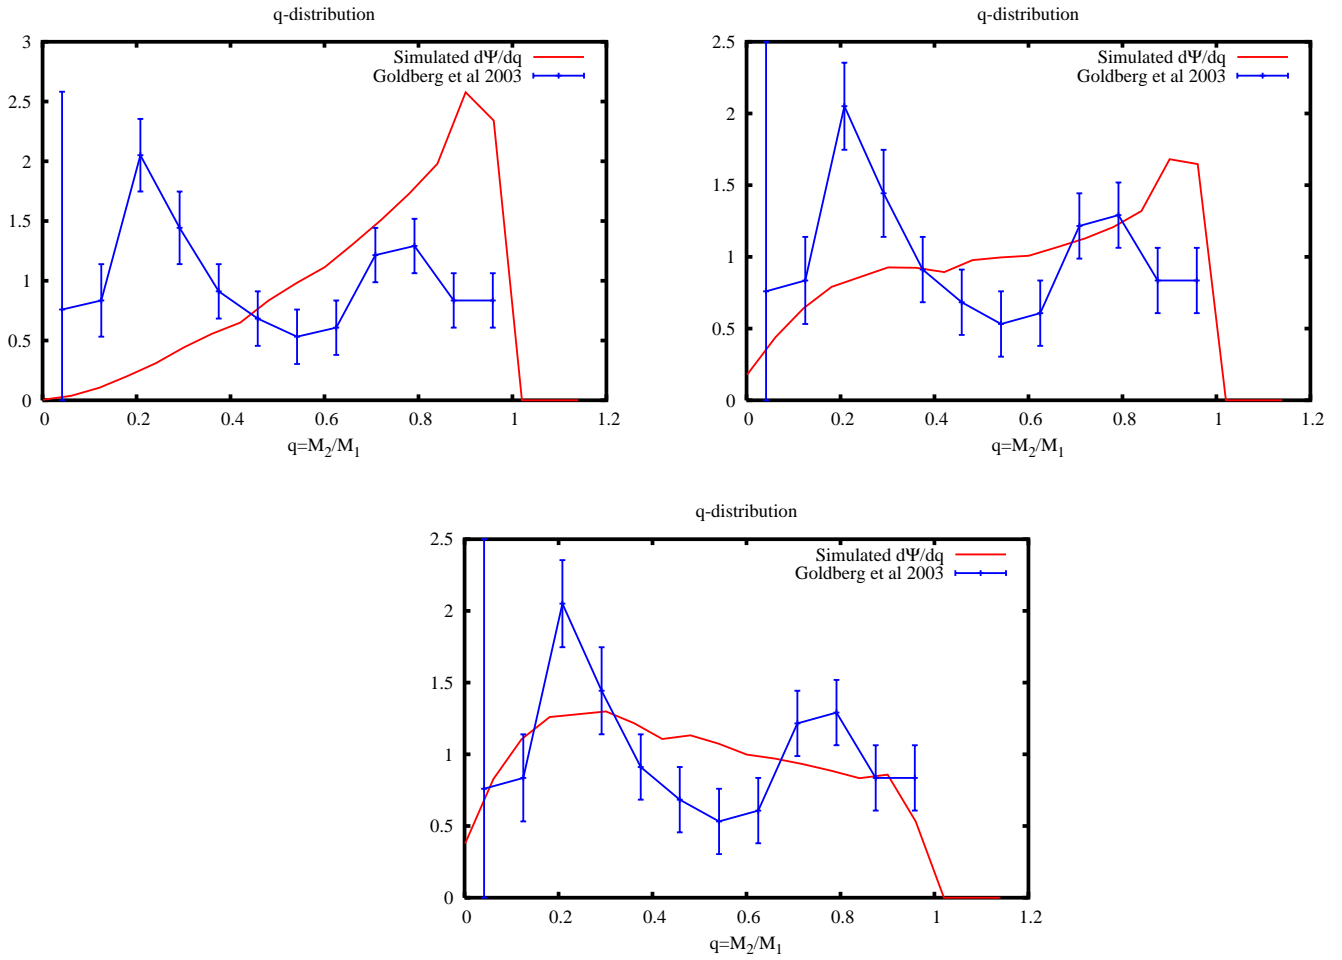 q-distribution
3
2.5
2
1.5
1
0.5
0
Simulated dΨ/dq
Goldberg et al 2003
0 0.2 0.4 0.6 0.8 1 1.2
q=M₂/M₁
q-distribution
2.5
2
1.5
1
0.5
0
Simulated dΨ/dq
Goldberg et al 2003
0 0.2 0.4 0.6 0.8 1 1.2
q=M₂/M₁
q-distribution
2.5
2
1.5
1
0.5
0
Simulated dΨ/dq
Goldberg et al 2003
0 0.2 0.4 0.6 0.8 1 1.2
q=M₂/M₁